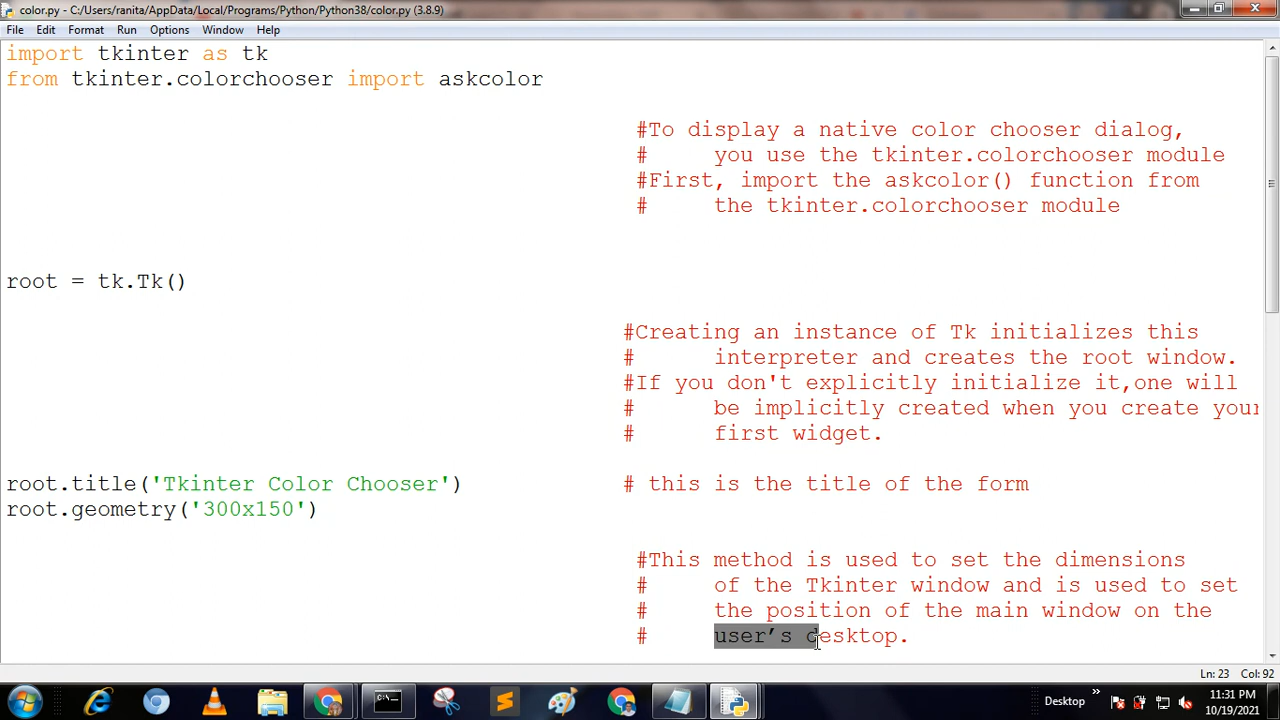 color.py - C:/Users/ranita/AppData/Local/Programs/Python/Python38/color.py (3.8.9)
File Edit Format Run Options Window Help
import tkinter as tk
from tkinter.colorchooser import askcolor
#To display a native color chooser dialog,
# you use the tkinter.colorchooser module
#First, import the askcolor() function from
# the tkinter.colorchooser module
root = tk.Tk()
#Creating an instance of Tk initializes this
# interpreter and creates the root window.
#If you don't explicitly initialize it,one will
# be implicitly created when you create your
# first widget.
root.title('Tkinter Color Chooser') # this is the title of the form
root.geometry('300x150')
#This method is used to set the dimensions
# of the Tkinter window and is used to set
# the position of the main window on the
# user’s desktop.
Ln: 23 Col: 92
Desktop
11:31 PM
10/19/2021